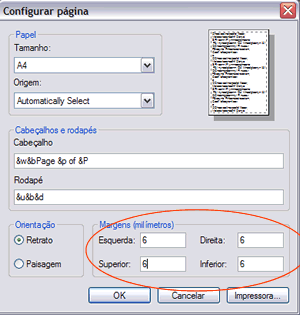 Configurar página
Papel
Tamanho:
A4
Origem:
Automatically Select
Cabeçalhos e rodapés
Cabeçalho
&w&bPage &p of &P
Rodapé
&u&b&d
Orientação
Retrato
Paisagem
Margens (milímetros)
Esquerda: 6 Direita: 6
Superior: 6 Inferior: 6
OK Cancelar Impressora...